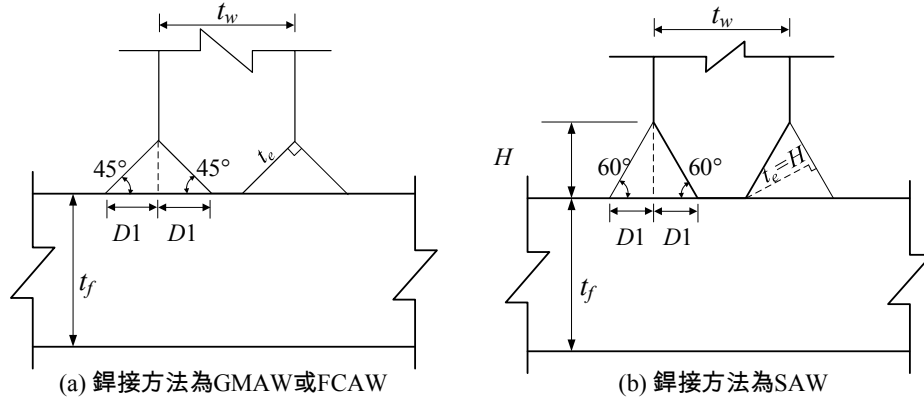 t_w
45°
45°
t_e
D1
D1
t_f
(a) 銲接方法為GMAW或FCAW
t_w
H
60°
60°
t_e=H
D1
D1
t_f
(b) 銲接方法為SAW